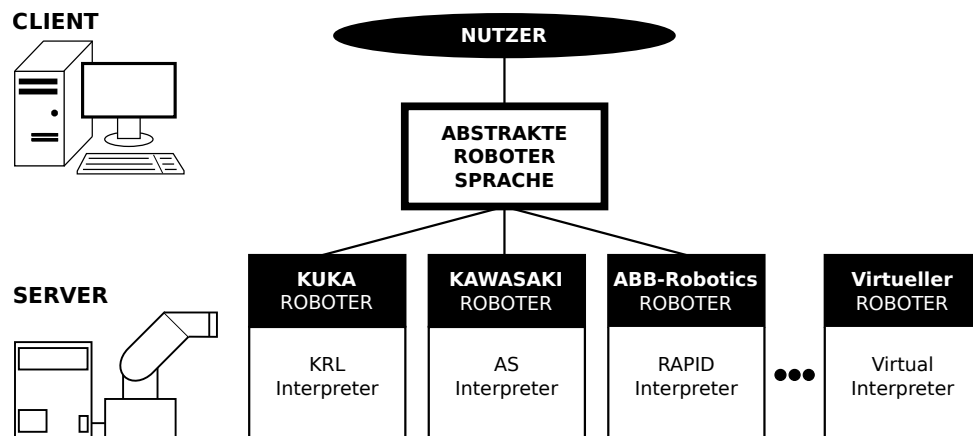 CLIENT
NUTZER
ABSTRAKTE
ROBOTER
SPRACHE
SERVER
KUKA
ROBOTER
KRL
Interpreter
KAWASAKI
ROBOTER
AS
Interpreter
ABB-Robotics
ROBOTER
RAPID
Interpreter
Virtueller
ROBOTER
Virtual
Interpreter